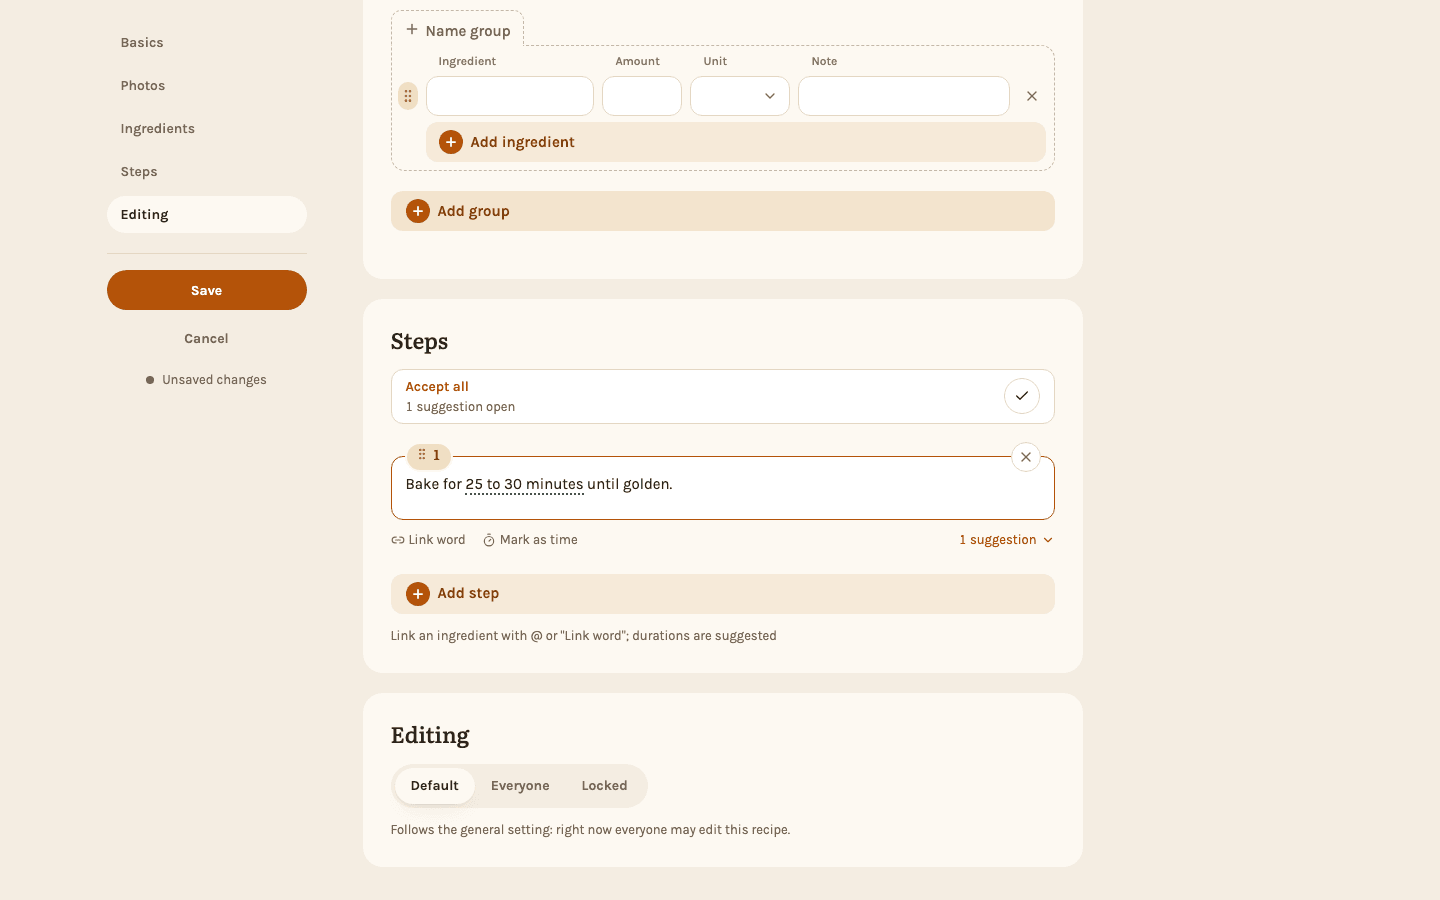 Basics
Photos
Ingredients
Steps
Editing
Save
Cancel
Unsaved changes
Name group
Ingredient Amount Unit Note
Add ingredient
Add group
Steps
Accept all
1 suggestion open
1
Bake for 25 to 30 minutes until golden.
Link word Mark as time 1 suggestion
Add step
Link an ingredient with @ or "Link word"; durations are suggested
Editing
Default Everyone Locked
Follows the general setting: right now everyone may edit this recipe.